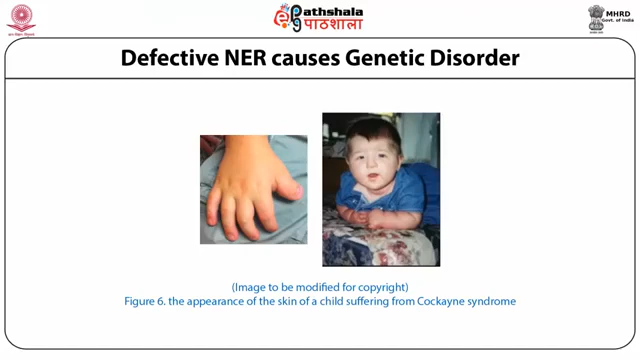 ePathshala
पाठशाला
MHRD
Govt. of India
Defective NER causes Genetic Disorder
(Image to be modified for copyright)
Figure 6. the appearance of the skin of a child suffering from Cockayne syndrome